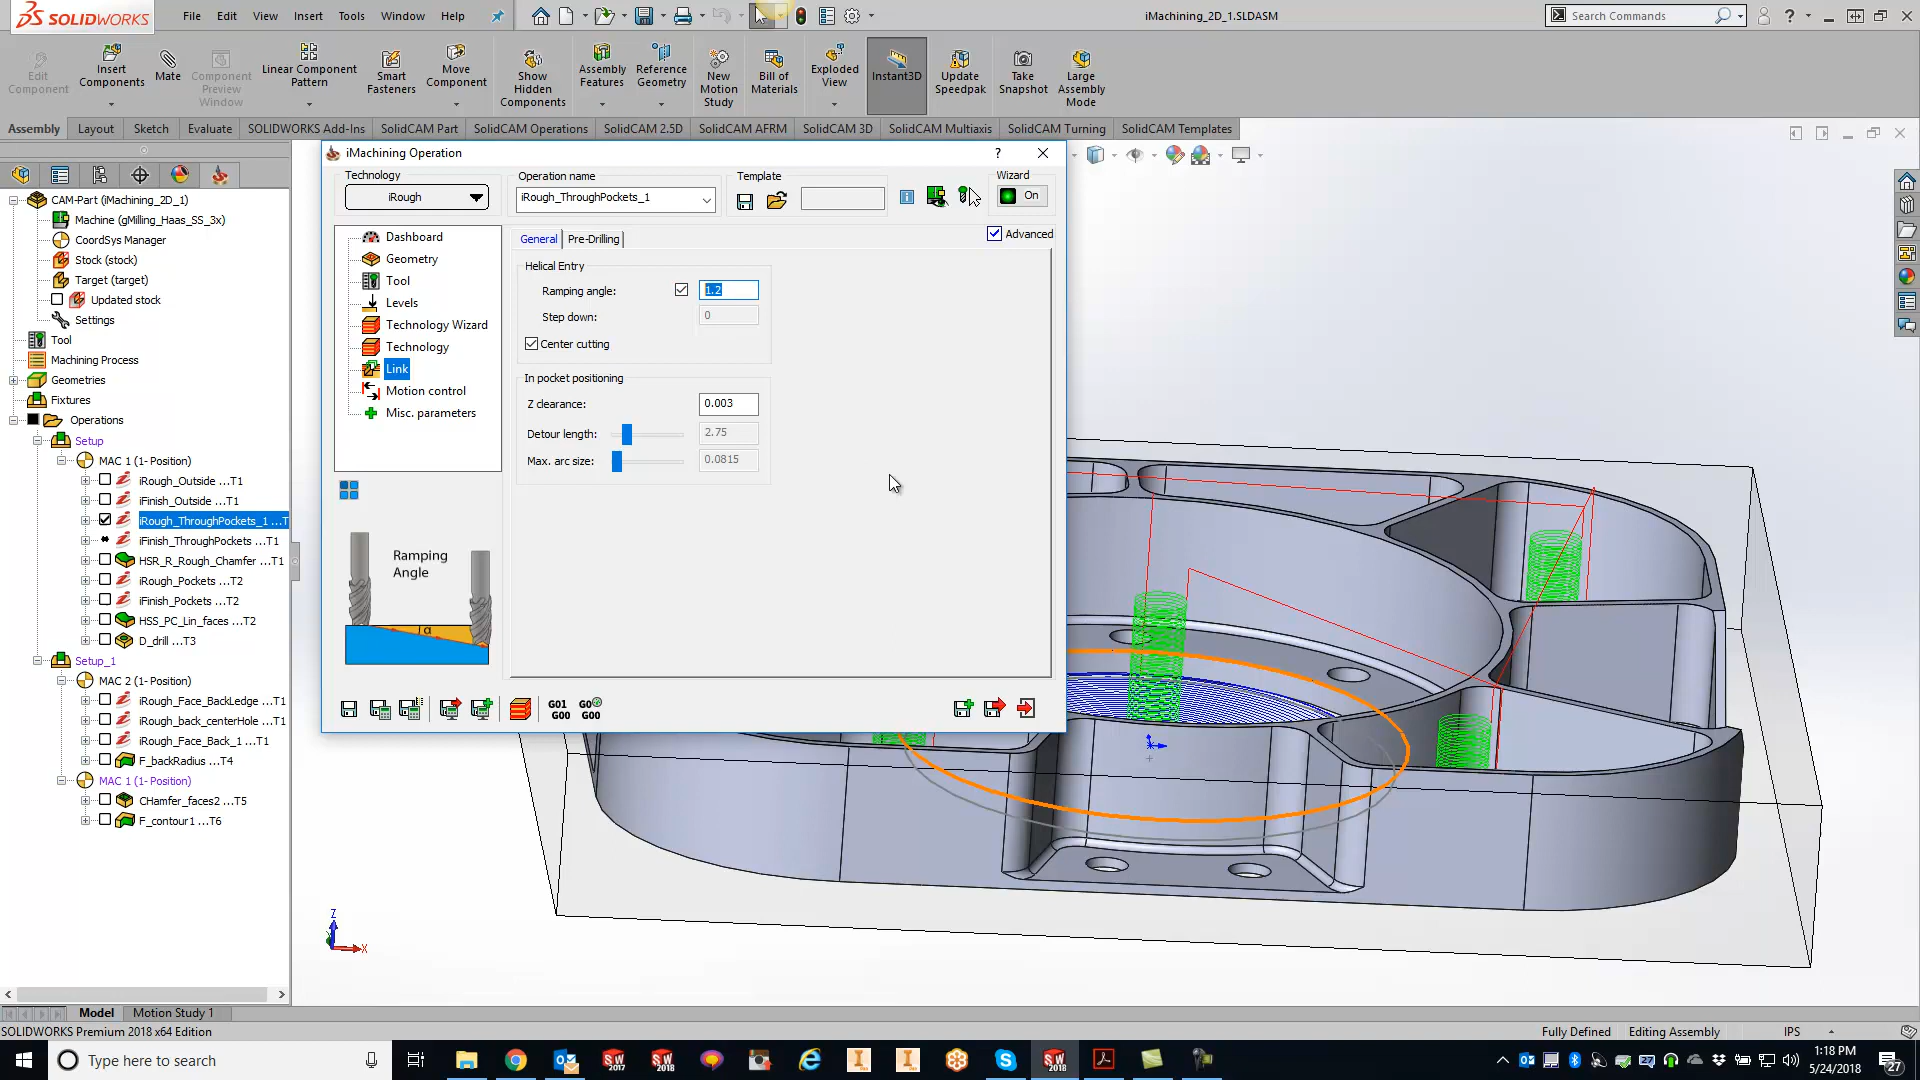 SOLIDWORKS
File Edit View Insert Tools Window Help
iMachining_2D_1.SLDASM
Search Commands
Edit Component
Insert Components
Mate
Component Preview Window
Linear Component Pattern
Smart Fasteners
Move Component
Show Hidden Components
Assembly Features
Reference Geometry
New Motion Study
Bill of Materials
Exploded View
Instant3D
Update Speedpak
Take Snapshot
Large Assembly Mode
Assembly Layout Sketch Evaluate SOLIDWORKS Add-Ins SolidCAM Part SolidCAM Operations SolidCAM 2.5D SolidCAM AFRM SolidCAM 3D SolidCAM Multiaxis SolidCAM Turning SolidCAM Templates
CAM-Part (iMachining_2D_1)
Machine (gMilling_Haas_SS_3x)
CoordSys Manager
Stock (stock)
Target (target)
Updated stock
Settings
Tool
Machining Process
Geometries
Fixtures
Operations
Setup
MAC 1 (1- Position)
iRough_Outside ...T1
iFinish_Outside ...T1
iRough_ThroughPockets_1 ...T
iFinish_ThroughPockets ...T1
HSR_R_Rough_Chamfer ...T1
iRough_Pockets ...T2
iFinish_Pockets ...T2
HSS_PC_Lin_faces ...T2
D_drill ...T3
Setup_1
MAC 2 (1- Position)
iRough_Face_BackLedge ...T1
iRough_back_centerHole ...T1
iRough_Face_Back_1 ...T1
F_backRadius ...T4
MAC 1 (1- Position)
CHamfer_faces2 ...T5
F_contour1 ...T6
iMachining Operation
?
Technology
iRough
Operation name
iRough_ThroughPockets_1
Template
Wizard
On
Advanced
Dashboard
Geometry
Tool
Levels
Technology Wizard
Technology
Link
Motion control
Misc. parameters
General Pre-Drilling
Helical Entry
Ramping angle: 1.2
Step down: 0
Center cutting
In pocket positioning
Z clearance: 0.003
Detour length: 2.75
Max. arc size: 0.0815
Ramping Angle
α
G01 G00
G00 G00
Z
X
Model Motion Study 1
SOLIDWORKS Premium 2018 x64 Edition
Fully Defined Editing Assembly IPS
Type here to search
SW 2017
SW 2018
SW 2018
1:18 PM
5/24/2018
27